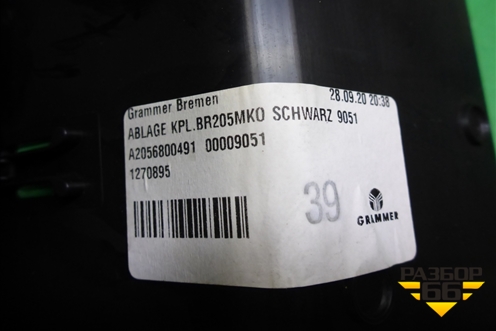 Grammer Bremen 28.09.20 20:38
ABLAGE KPL.BR205MKO SCHWARZ 9051
A2056800491 00009051
1270895
39
GRAMMER
РАЗБОР
66